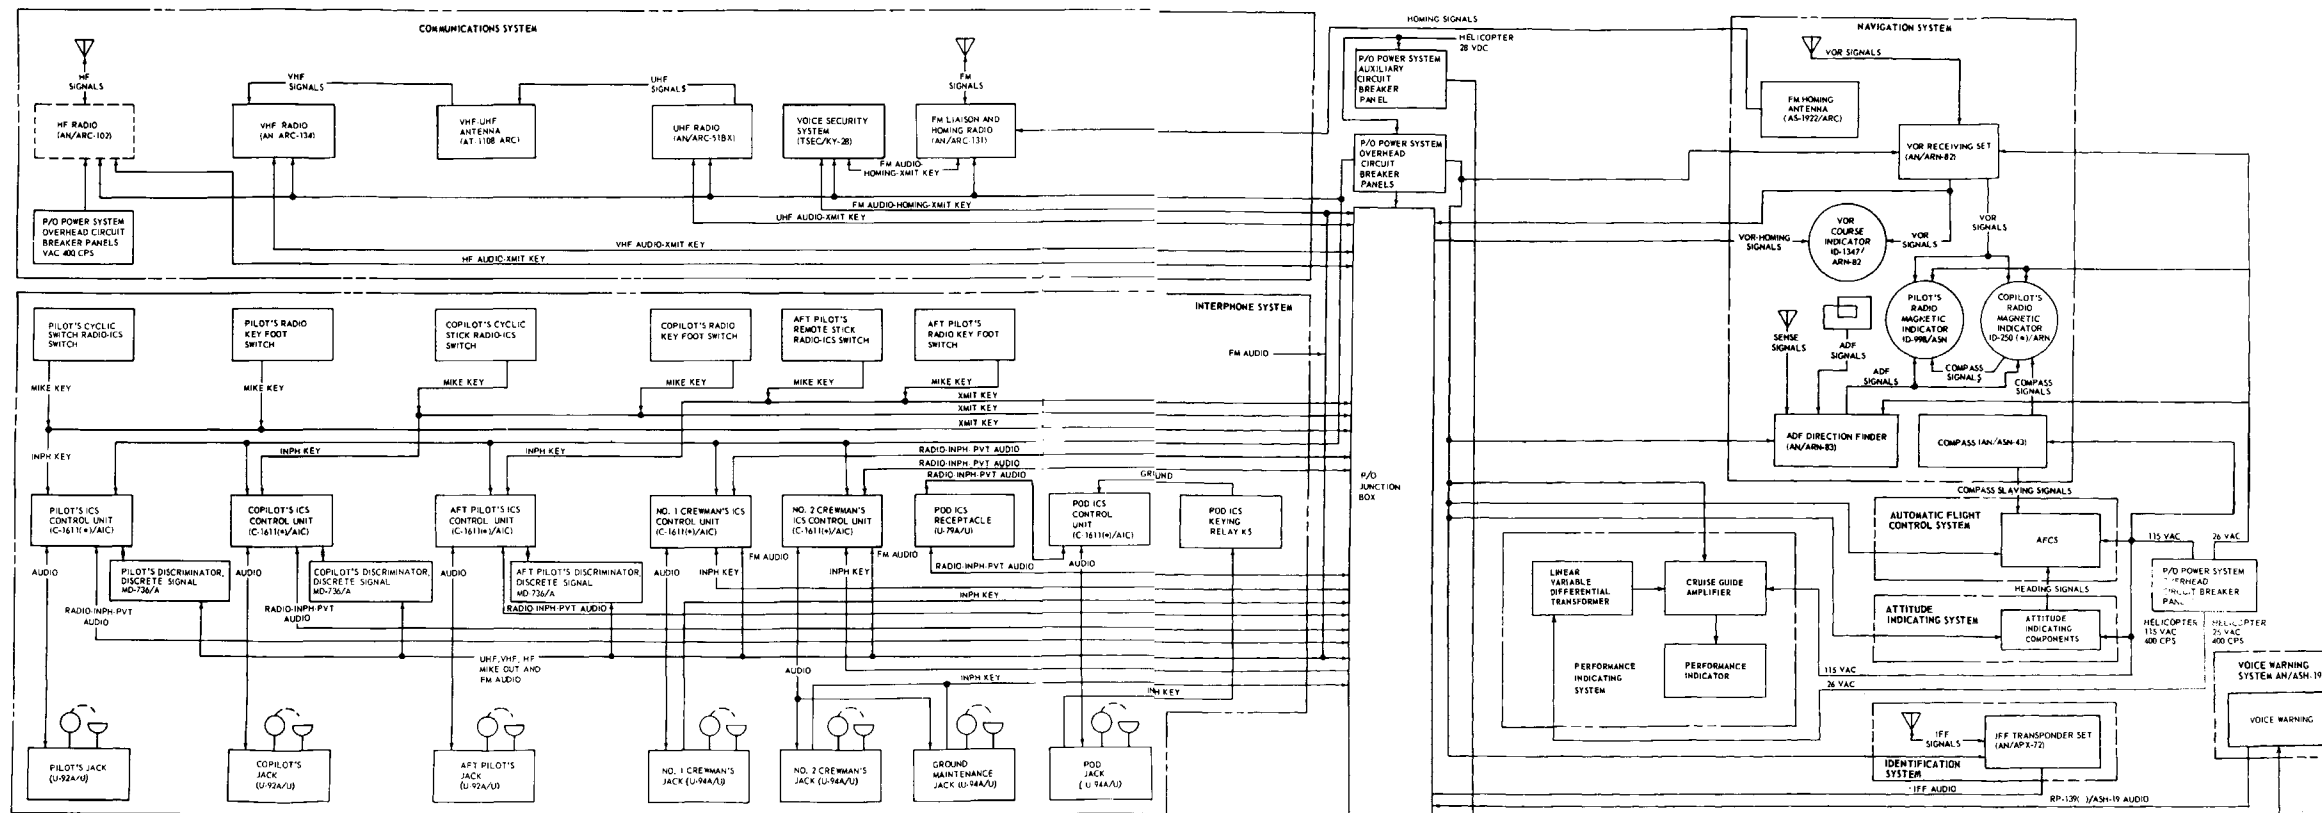 COMMUNICATIONS SYSTEM
HF
SIGNALS
VHF
SIGNALS
UHF
SIGNALS
FM
SIGNALS
HF RADIO
(AN/ARC-102)
VHF RADIO
(AN ARC-134)
VHF-UHF
ANTENNA
(AT-1108 ARC)
UHF RADIO
(AN/ARC-51BX)
VOICE SECURITY
SYSTEM
(TSEC/KY-28)
FM LIAISON AND
HOMING RADIO
(AN/ARC-131)
FM AUDIO-
HOMING-XMIT KEY
P/O POWER SYSTEM
OVERHEAD CIRCUIT
BREAKER PANELS
VAC 400 CPS
FM AUDIO-HOMING-XMIT KEY
UHF AUDIO-XMIT KEY
VHF AUDIO-XMIT KEY
HF AUDIO-XMIT KEY
HOMING SIGNALS
HELICOPTER
28 VDC
P/O POWER SYSTEM
AUXILIARY
CIRCUIT
BREAKER
PANEL
P/O POWER SYSTEM
OVERHEAD
CIRCUIT
BREAKER
PANELS
INTERPHONE SYSTEM
PILOT'S CYCLIC
SWITCH RADIO-ICS
SWITCH
PILOT'S RADIO
KEY FOOT
SWITCH
COPILOT'S CYCLIC
STICK RADIO-ICS
SWITCH
COPILOT'S RADIO
KEY FOOT SWITCH
AFT PILOT'S
REMOTE STICK
RADIO-ICS SWITCH
AFT PILOT'S
RADIO KEY FOOT
SWITCH
FM AUDIO
MIKE KEY
MIKE KEY
MIKE KEY
MIKE KEY
MIKE KEY
MIKE KEY
XMIT KEY
XMIT KEY
XMIT KEY
INPH KEY
INPH KEY
INPH KEY
RADIO-INPH-PVT AUDIO
RADIO-INPH-PVT AUDIO
RADIO-INPH-PVT AUDIO
GROUND
P/O
JUNCTION
BOX
PILOT'S ICS
CONTROL UNIT
(C-1611(*)/AIC)
COPILOT'S ICS
CONTROL UNIT
(C-1611(*)/AIC)
AFT PILOT'S ICS
CONTROL UNIT
(C-1611(*)/AIC)
NO. 1 CREWMAN'S ICS
CONTROL UNIT
(C-1611(*)/AIC)
NO. 2 CREWMAN'S
ICS CONTROL UNIT
(C-1611(*)/AIC)
POD ICS
RECEPTACLE
(U-79A/U)
POD ICS
CONTROL
UNIT
(C-1611(*)/AIC)
POD ICS
KEYING
RELAY K5
AUDIO
PILOT'S DISCRIMINATOR,
DISCRETE SIGNAL
MD-736/A
AUDIO
COPILOT'S DISCRIMINATOR,
DISCRETE SIGNAL
MD-736/A
AUDIO
AFT PILOT'S DISCRIMINATOR,
DISCRETE SIGNAL
MD-736/A
AUDIO
INPH KEY
FM AUDIO
INPH KEY
FM AUDIO
RADIO-INPH-PVT AUDIO
AUDIO
INPH KEY
RADIO-INPH-PVT
AUDIO
RADIO-INPH-PVT
AUDIO
RADIO-INPH-PVT AUDIO
UHF, VHF, HF
MIKE OUT AND
FM AUDIO
AUDIO
INPH KEY
INH KEY
PILOT'S JACK
(U-92A/U)
COPILOT'S
JACK
(U-92A/U)
AFT PILOT'S
JACK
(U-92A/U)
NO. 1 CREWMAN'S
JACK (U-94A/U)
NO. 2 CREWMAN'S
JACK (U-94A/U)
GROUND
MAINTENANCE
JACK (U-94A/U)
POD
JACK
(U-94A/U)
NAVIGATION SYSTEM
VOR SIGNALS
FM HOMING
ANTENNA
(AS-1922/ARC)
VOR RECEIVING SET
(AN/ARN-82)
VOR-HOMING
SIGNALS
VOR
COURSE
INDICATOR
ID-1347/
ARN-82
VOR
SIGNALS
VOR
SIGNALS
PILOT'S
RADIO
MAGNETIC
INDICATOR
ID-998/ASN
COPILOT'S
RADIO
MAGNETIC
INDICATOR
ID-250 (*)/ARN
SENSE
SIGNALS
ADF
SIGNALS
ADF
SIGNALS
COMPASS
SIGNALS
COMPASS
SIGNALS
ADF DIRECTION FINDER
(AN/ARN-83)
COMPASS (AN/ASN-43)
COMPASS SLAVING SIGNALS
AUTOMATIC FLIGHT
CONTROL SYSTEM
AFCS
115 VAC
26 VAC
P/O POWER SYSTEM
OVERHEAD
CIRCUIT BREAKER
PANEL
HEADING SIGNALS
ATTITUDE
INDICATING SYSTEM
ATTITUDE
INDICATING
COMPONENTS
HELICOPTER
115 VAC
400 CPS
HELICOPTER
25 VAC
400 CPS
LINEAR
VARIABLE
DIFFERENTIAL
TRANSFORMER
CRUISE GUIDE
AMPLIFIER
PERFORMANCE
INDICATING
SYSTEM
PERFORMANCE
INDICATOR
115 VAC
26 VAC
IFF
SIGNALS
IFF TRANSPONDER SET
(AN/APX-72)
IDENTIFICATION
SYSTEM
IFF AUDIO
RP-139( )/ASH-19 AUDIO
VOICE WARNING
SYSTEM AN/ASH-19
VOICE WARNING